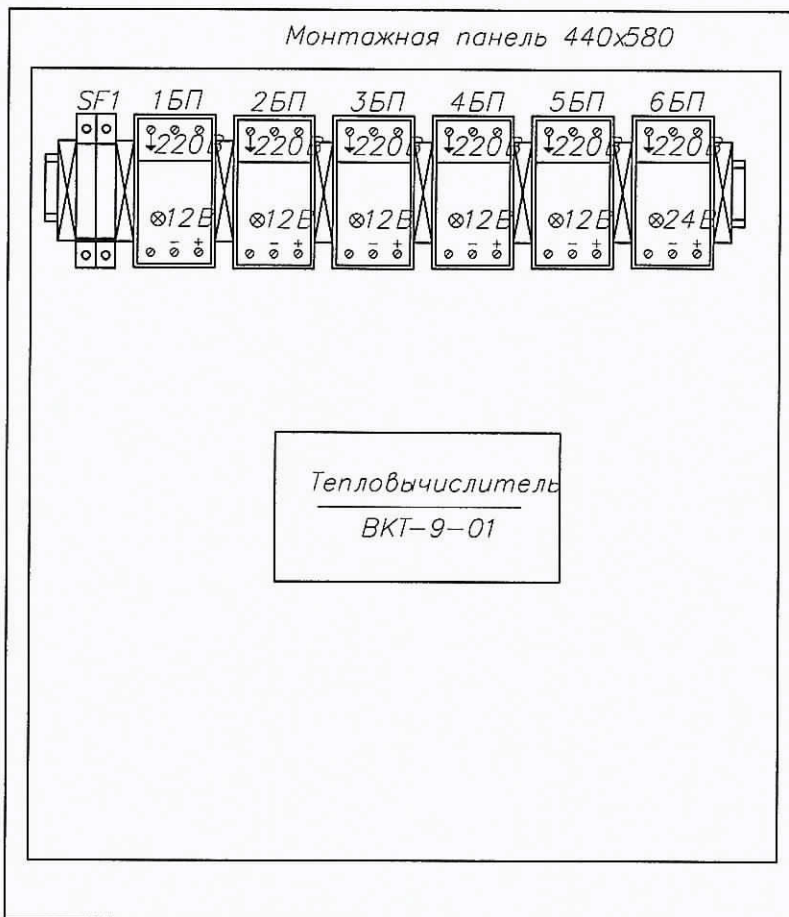 Монтажная панель 440х580
SF1 1БП 2БП 3БП 4БП 5БП 6БП
220В 220В 220В 220В 220В 220В
12В 12В 12В 12В 12В 24В
− + − + − + − + − + − +
Тепловычислитель
ВКТ-9-01